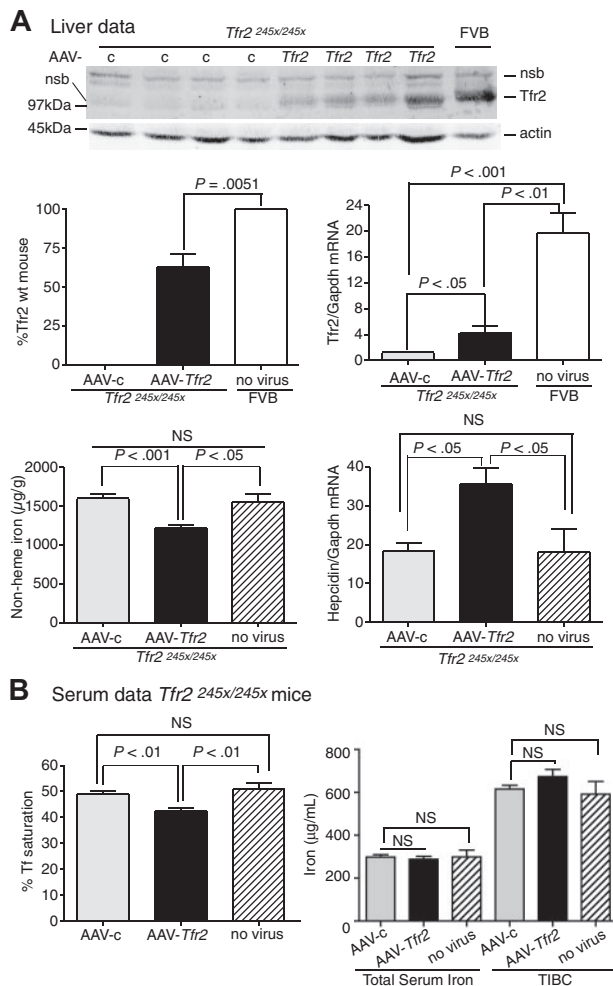 A Liver data
Tfr2 245x/245x FVB
AAV- c c c c Tfr2 Tfr2 Tfr2 Tfr2
nsb nsb
97kDa Tfr2
45kDa actin
P = .0051
100
75
50
25
0
%Tfr2 wt mouse
AAV-c AAV-Tfr2 no virus
Tfr2 245x/245x FVB
P < .001
P < .01
P < .05
24
20
16
12
8
4
0
Tfr2/Gapdh mRNA
AAV-c AAV-Tfr2 no virus
Tfr2 245x/245x FVB
NS
P < .001 P < .05
2000
1500
1000
500
0
Non-heme iron (µg/g)
AAV-c AAV-Tfr2 no virus
Tfr2 245x/245x
NS
P < .05 P < .05
40
30
20
10
0
Hepcidin/Gapdh mRNA
AAV-c AAV-Tfr2 no virus
Tfr2 245x/245x
B Serum data Tfr2 245x/245x mice
NS
P < .01 P < .01
60
50
40
30
20
10
0
% Tf saturation
AAV-c AAV-Tfr2 no virus
NS
NS
NS
NS
800
600
400
200
0
Iron (µg/mL)
AAV-c AAV-Tfr2 no virus AAV-c AAV-Tfr2 no virus
Total Serum Iron TIBC